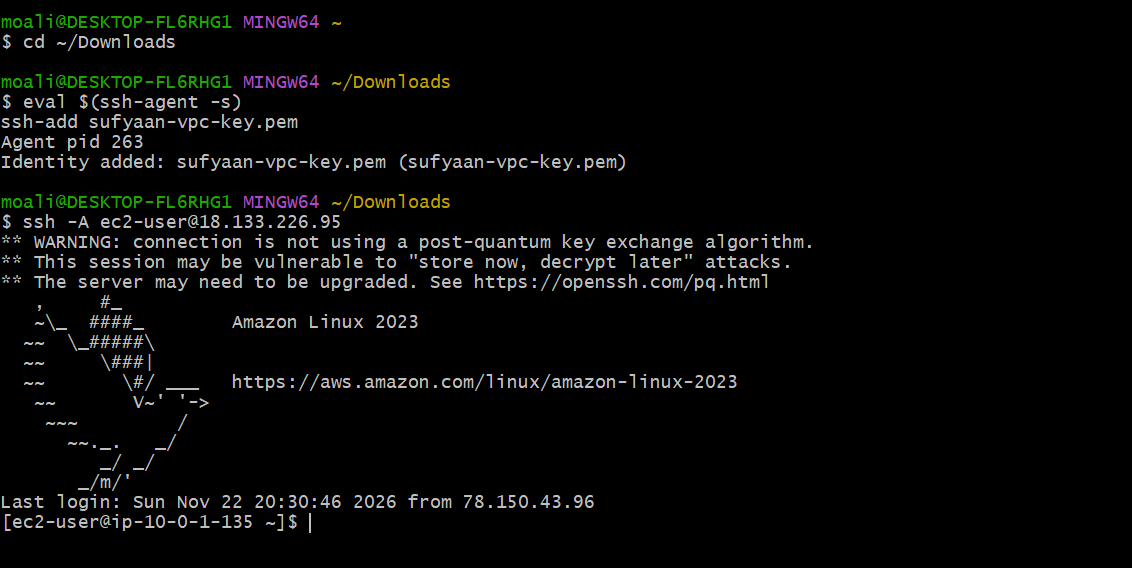 moali@DESKTOP-FL6RHG1 MINGW64 ~
$ cd ~/Downloads
moali@DESKTOP-FL6RHG1 MINGW64 ~/Downloads
$ eval $(ssh-agent -s)
ssh-add sufyaan-vpc-key.pem
Agent pid 263
Identity added: sufyaan-vpc-key.pem (sufyaan-vpc-key.pem)
moali@DESKTOP-FL6RHG1 MINGW64 ~/Downloads
$ ssh -A ec2-user@18.133.226.95
** WARNING: connection is not using a post-quantum key exchange algorithm.
** This session may be vulnerable to "store now, decrypt later" attacks.
** The server may need to be upgraded. See https://openssh.com/pq.html
   ,     #_
   ~\_  ####_        Amazon Linux 2023
  ~~  \_#####\
  ~~     \###|
  ~~       \#/ ___   https://aws.amazon.com/linux/amazon-linux-2023
   ~~       V~' '->
    ~~~         /
      ~~._.   _/
         _/ _/
       _/m/'
Last login: Sun Nov 22 20:30:46 2026 from 78.150.43.96
[ec2-user@ip-10-0-1-135 ~]$